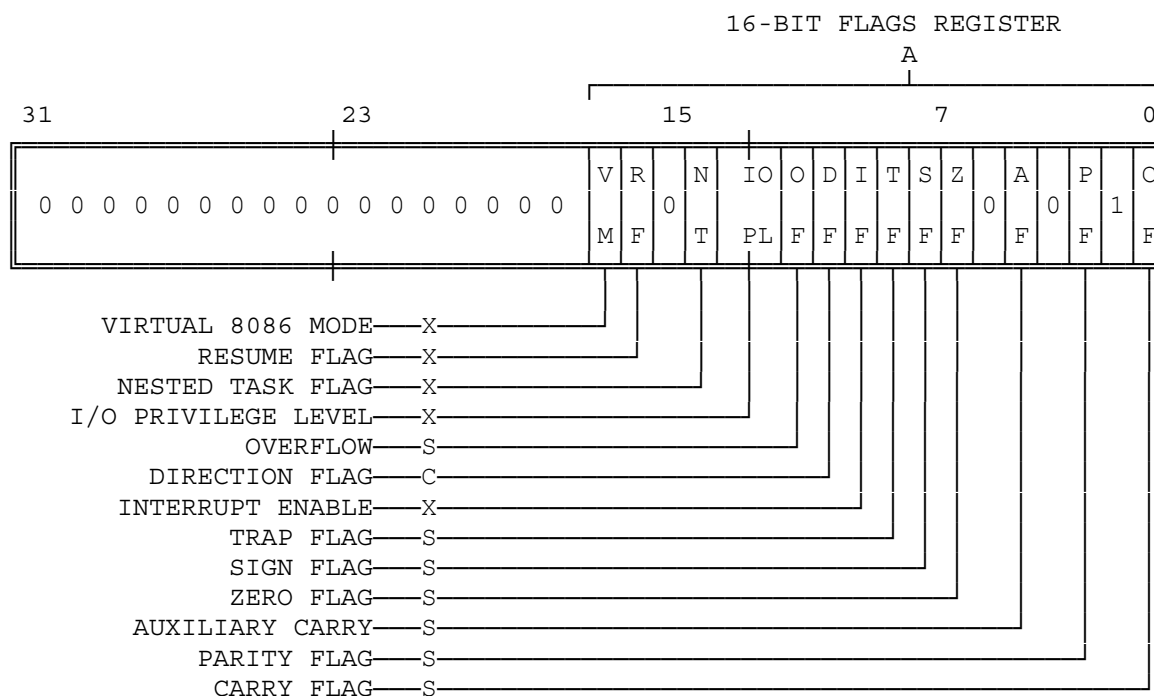 16-BIT FLAGS REGISTER
A
31 23 15 7 0
V R N IO O D I T S Z A P C
0 0 0 0 0 0 0 0 0 0 0 0 0 0 0 0 0 0 0 0 1
M F T PL F F F F F F F F F
VIRTUAL 8086 MODE———X
RESUME FLAG———X
NESTED TASK FLAG———X
I/O PRIVILEGE LEVEL———X
OVERFLOW———S
DIRECTION FLAG———C
INTERRUPT ENABLE———X
TRAP FLAG———S
SIGN FLAG———S
ZERO FLAG———S
AUXILIARY CARRY———S
PARITY FLAG———S
CARRY FLAG———S